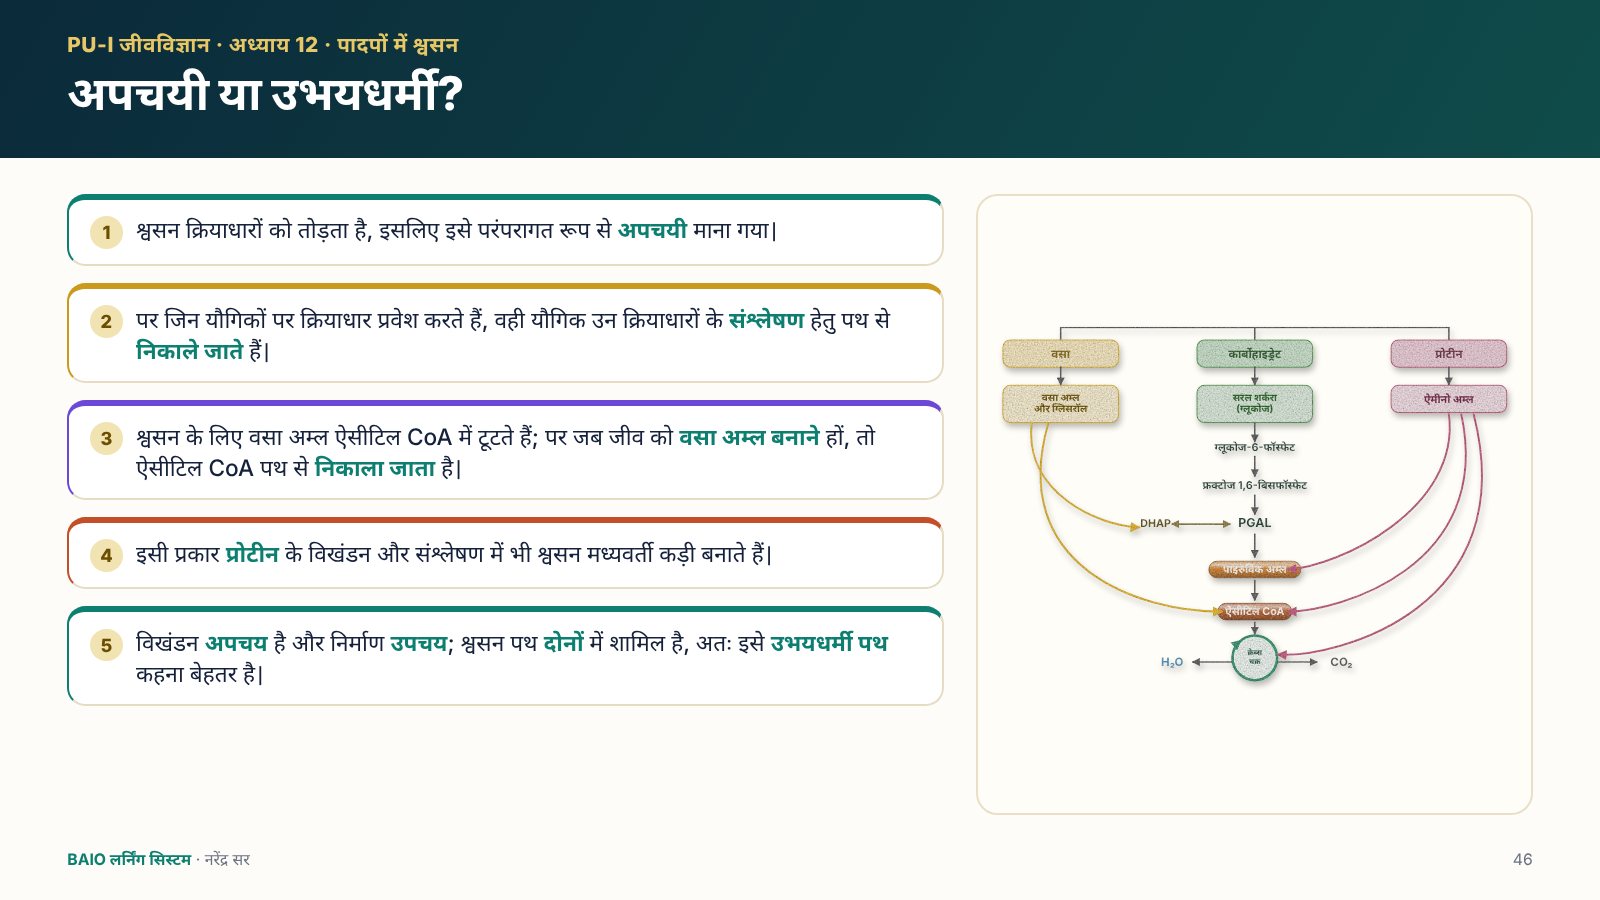 PU-I जीवविज्ञान · अध्याय 12 · पादपों में श्वसन
अपचयी या उभयधर्मी?
1 श्वसन क्रियाधारों को तोड़ता है, इसलिए इसे परंपरागत रूप से अपचयी माना गया|
2 पर जिन यौगिकों पर क्रियाधार प्रवेश करते हैं, वही यौगिक उन क्रियाधारों के संश्लेषण हेतु पथ से
निकाले जाते हैं|
3 श्वसन के लिए वसा अम्ल ऐसीटिल CoA में टूटते हैं; पर जब जीव को वसा अम्ल बनाने हों, तो
ऐसीटिल CoA पथ से निकाला जाता है|
4 इसी प्रकार प्रोटीन के विखंडन और संश्लेषण में भी श्वसन मध्यवर्ती कड़ी बनाते हैं|
5 विखंडन अपचय है और निर्माण उपचय; श्वसन पथ दोनों में शामिल है, अतः इसे उभयधर्मी पथ
कहना बेहतर है|
वसा कार्बोहाइड्रेट प्रोटीन
वसा अम्ल
और ग्लिसरॉल
सरल शर्करा
(ग्लूकोज)
ऐमीनो अम्ल
ग्लूकोज-6-फॉस्फेट
फ्रक्टोज 1,6-बिसफॉस्फेट
DHAP PGAL
पाइरुविक अम्ल
ऐसीटिल CoA
क्रेब्स
चक्र
H₂O CO₂
BAIO लर्निंग सिस्टम · नरेंद्र सर
46